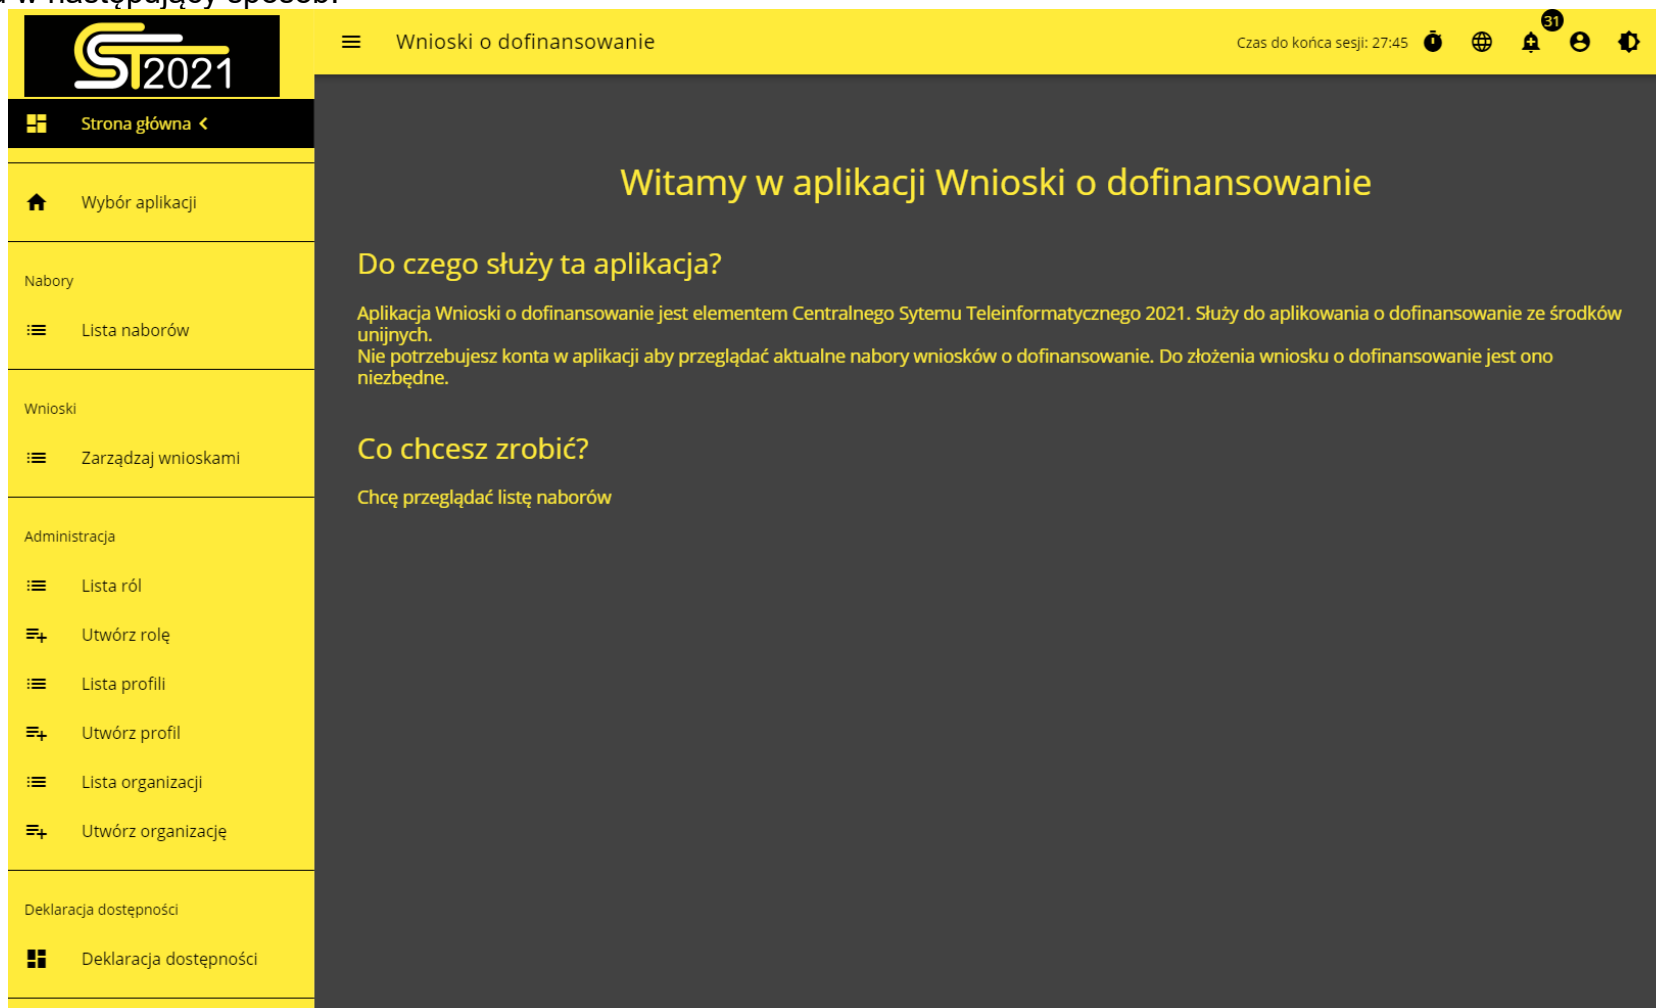 w następujący sposób.
ST2021
Wnioski o dofinansowanie
Czas do końca sesji: 27:45
31
Strona główna
Wybór aplikacji
Nabory
Lista naborów
Wnioski
Zarządzaj wnioskami
Administracja
Lista ról
Utwórz rolę
Lista profili
Utwórz profil
Lista organizacji
Utwórz organizację
Deklaracja dostępności
Deklaracja dostępności
Witamy w aplikacji Wnioski o dofinansowanie
Do czego służy ta aplikacja?
Aplikacja Wnioski o dofinansowanie jest elementem Centralnego Sytemu Teleinformatycznego 2021. Służy do aplikowania o dofinansowanie ze środków
unijnych.
Nie potrzebujesz konta w aplikacji aby przeglądać aktualne nabory wniosków o dofinansowanie. Do złożenia wniosku o dofinansowanie jest ono
niezbędne.
Co chcesz zrobić?
Chcę przeglądać listę naborów